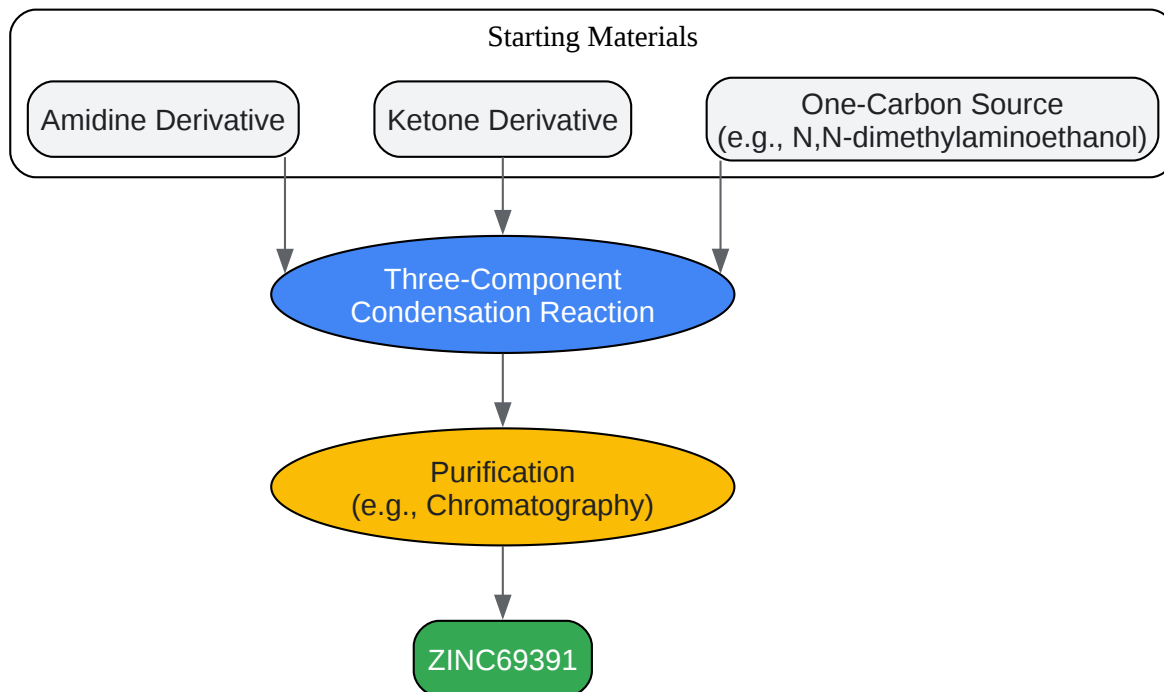 Starting Materials
Amidine Derivative
Ketone Derivative
One-Carbon Source
(e.g., N,N-dimethylaminoethanol)
Three-Component
Condensation Reaction
Purification
(e.g., Chromatography)
ZINC69391